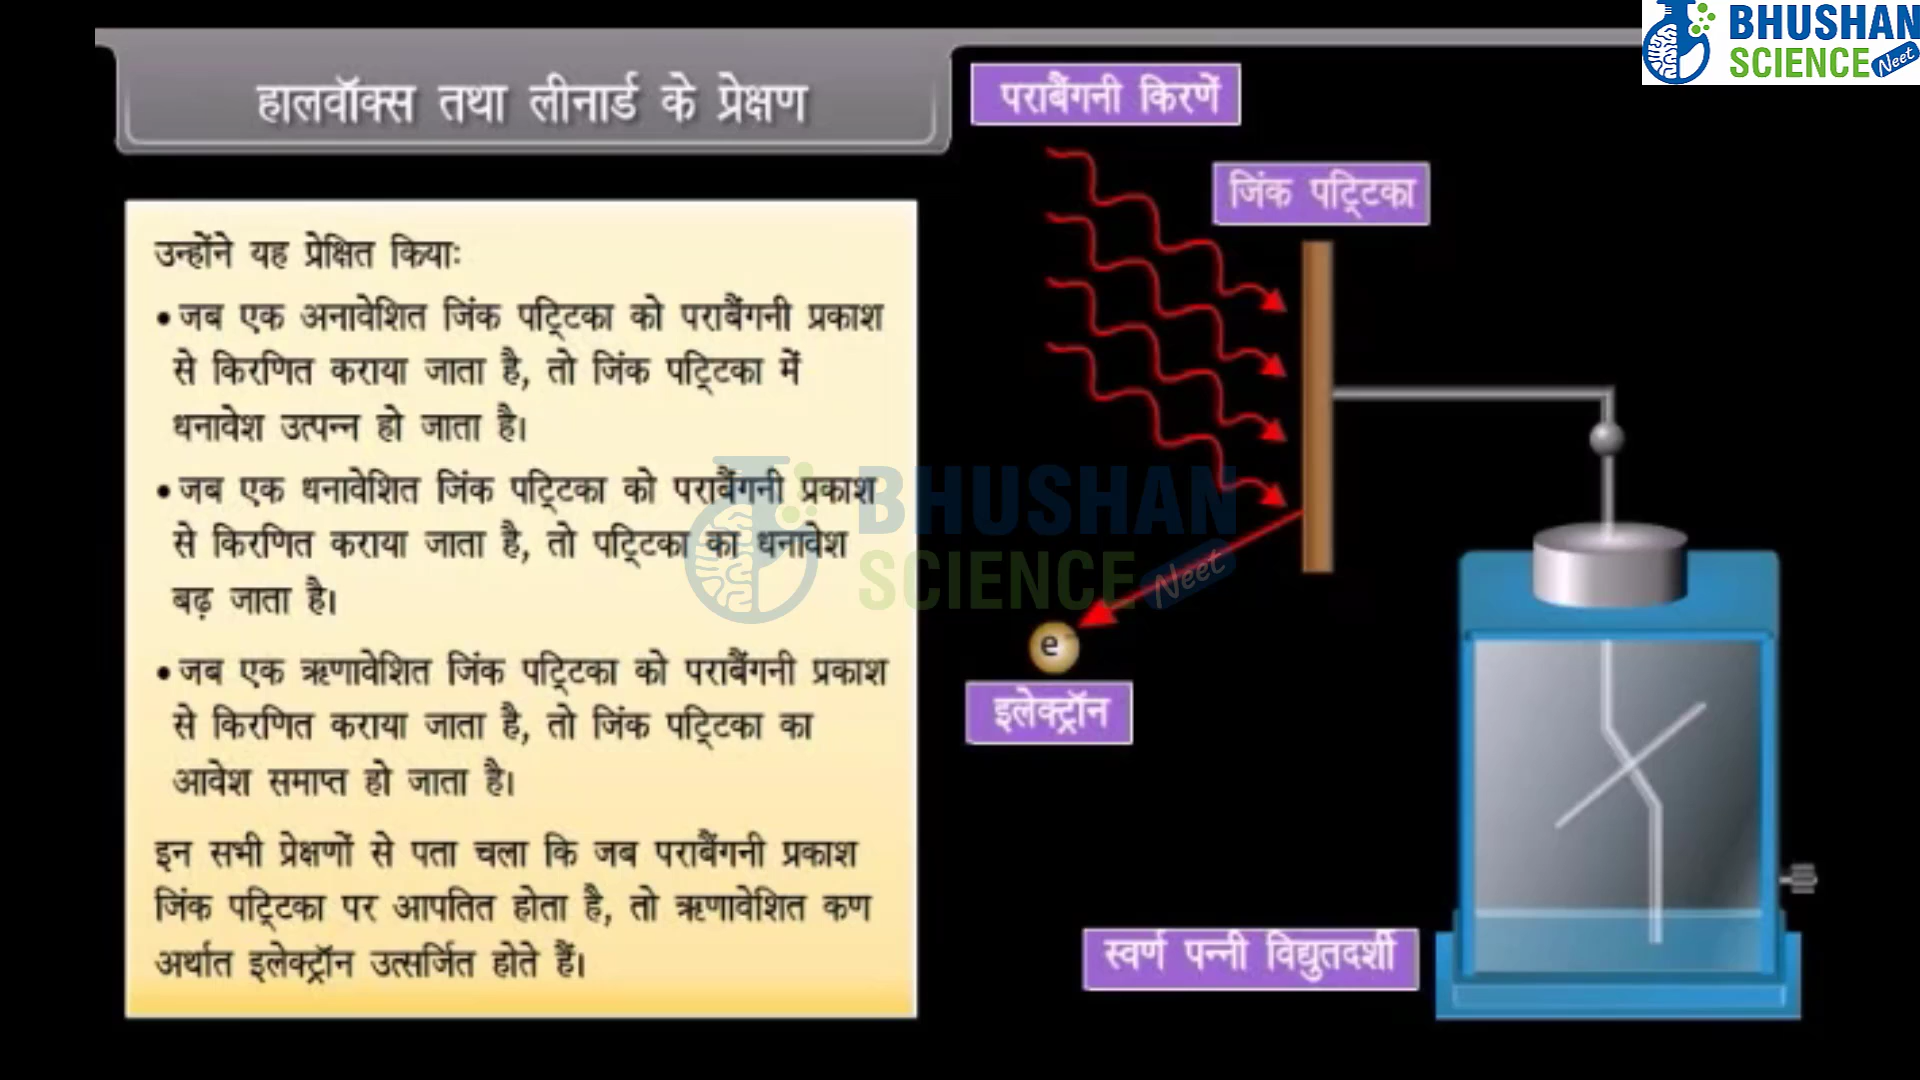 BHUSHAN
SCIENCE Neet
हालवॉक्स तथा लीनार्ड के प्रेक्षण
पराबैंगनी किरणें
जिंक पट्टिका
उन्होंने यह प्रेक्षित कियाः
• जब एक अनावेशित जिंक पट्टिका को पराबैंगनी प्रकाश
से किरणित कराया जाता है, तो जिंक पट्टिका में
धनावेश उत्पन्न हो जाता है।
• जब एक धनावेशित जिंक पट्टिका को पराबैंगनी प्रकाश
से किरणित कराया जाता है, तो पट्टिका का धनावेश
बढ़ जाता है।
• जब एक ऋणावेशित जिंक पट्टिका को पराबैंगनी प्रकाश
से किरणित कराया जाता है, तो जिंक पट्टिका का
आवेश समाप्त हो जाता है।
इन सभी प्रेक्षणों से पता चला कि जब पराबैंगनी प्रकाश
जिंक पट्टिका पर आपतित होता है, तो ऋणावेशित कण
अर्थात इलेक्ट्रॉन उत्सर्जित होते हैं।
BHUSHAN
SCIENCE Neet
e⁻
इलेक्ट्रॉन
स्वर्ण पन्नी विद्युतदर्शी